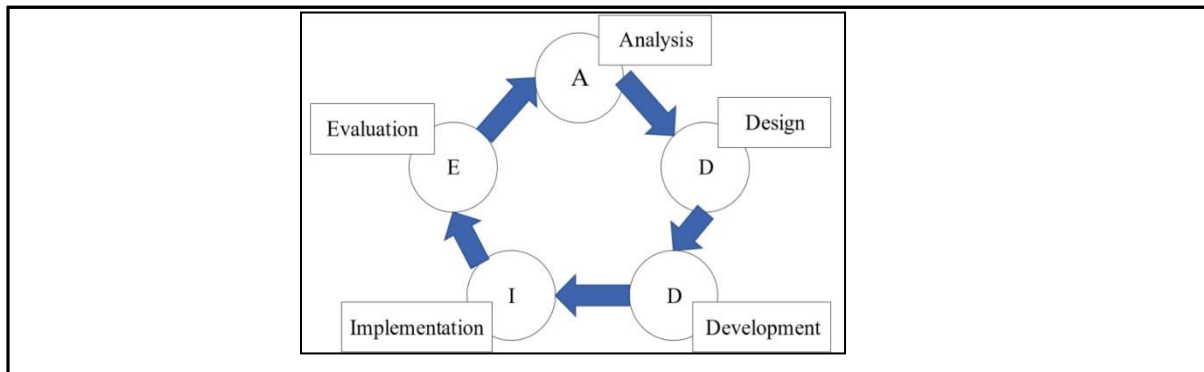 Analysis
A
Design
D
Development
D
Implementation
I
Evaluation
E